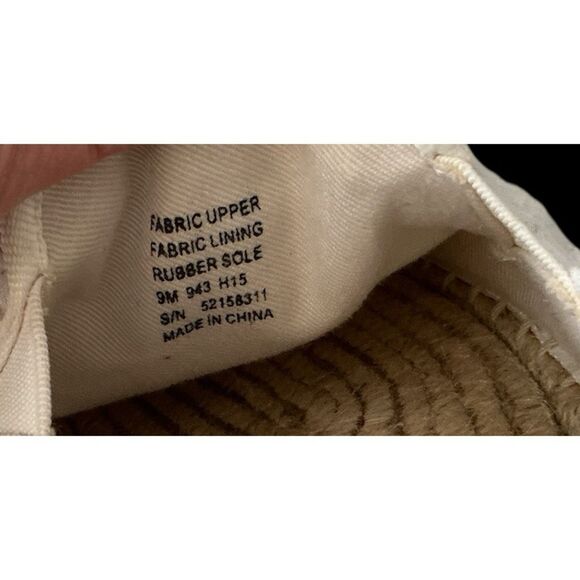 FABRIC UPPER
FABRIC LINING
RUBBER SOLE
9M 943 H15
S/N 52158311
MADE IN CHINA